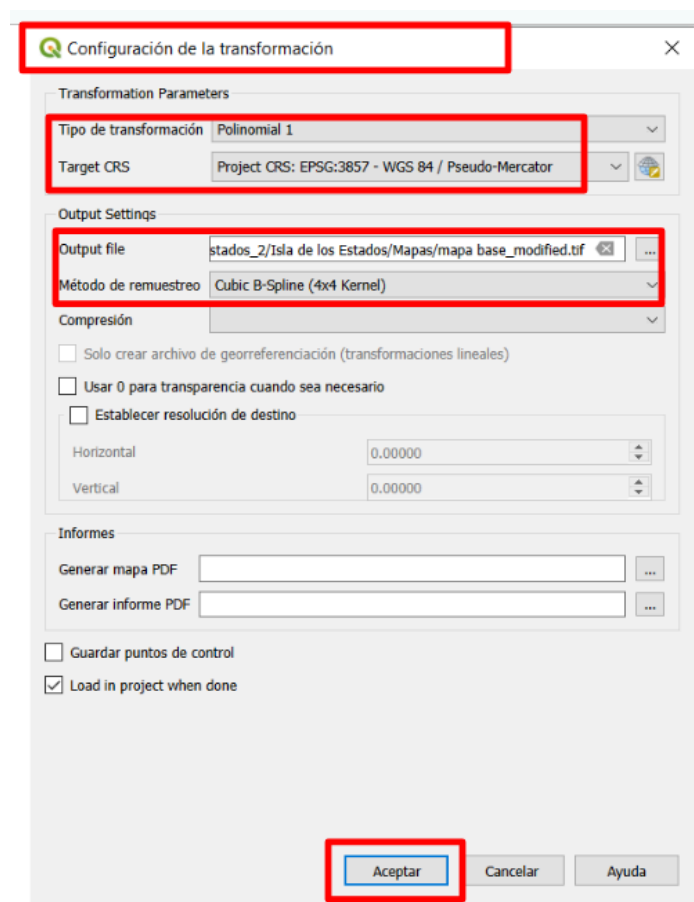 Configuración de la transformación
Transformation Parameters
Tipo de transformación Polinomial 1
Target CRS Project CRS: EPSG:3857 - WGS 84 / Pseudo-Mercator
Output Settings
Output file stados_2/Isla de los Estados/Mapas/mapa base_modified.tif ...
Método de remuestreo Cubic B-Spline (4x4 Kernel)
Compresión
Solo crear archivo de georreferenciación (transformaciones lineales)
Usar 0 para transparencia cuando sea necesario
Establecer resolución de destino
Horizontal 0.00000
Vertical 0.00000
Informes
Generar mapa PDF ...
Generar informe PDF ...
Guardar puntos de control
Load in project when done
Aceptar Cancelar Ayuda